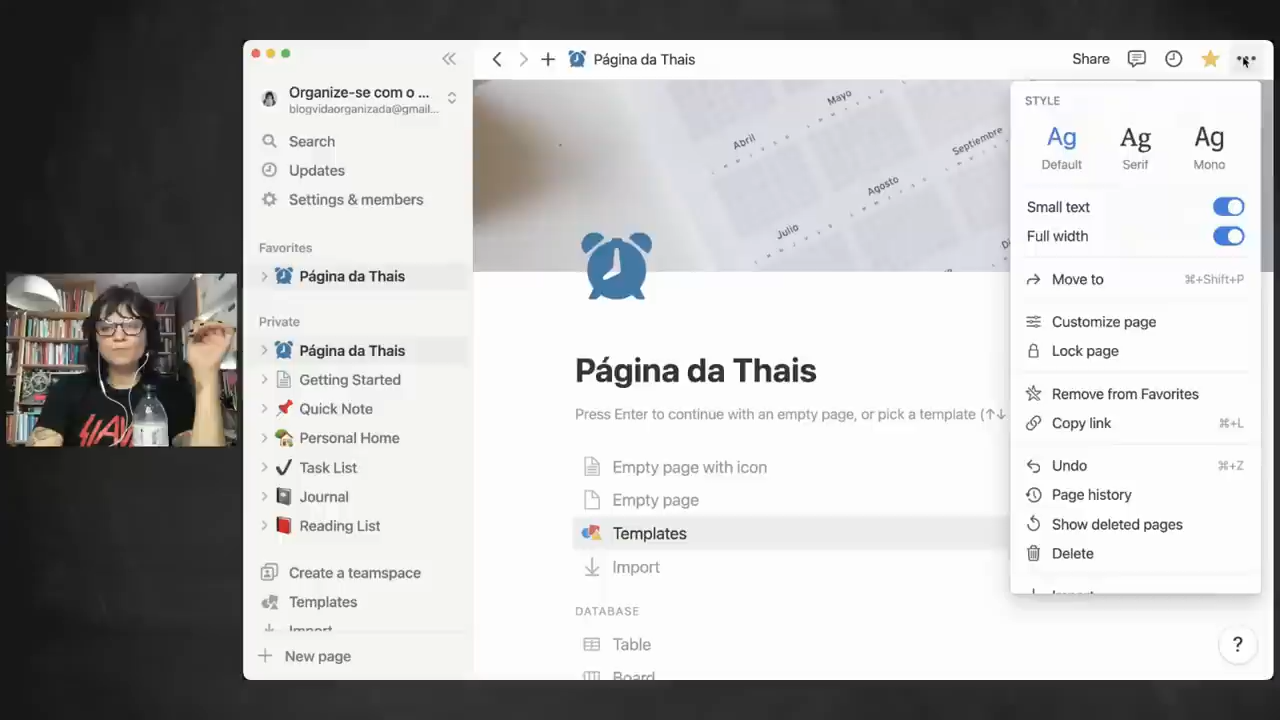 Organize-se com o ...
blogvidaorganizada@gmail...
Search
Updates
Settings & members
Favorites
Página da Thais
Private
Página da Thais
Getting Started
Quick Note
Personal Home
Task List
Journal
Reading List
Create a teamspace
Templates
Import
New page
Página da Thais
Share
Abril
Mayo
Julio
Agosto
Septiembre
Página da Thais
Press Enter to continue with an empty page, or pick a template (↑↓
Empty page with icon
Empty page
Templates
Import
DATABASE
Table
Board
STYLE
Ag Ag Ag
Default Serif Mono
Small text
Full width
Move to ⌘+Shift+P
Customize page
Lock page
Remove from Favorites
Copy link ⌘+L
Undo ⌘+Z
Page history
Show deleted pages
Delete
Import
?